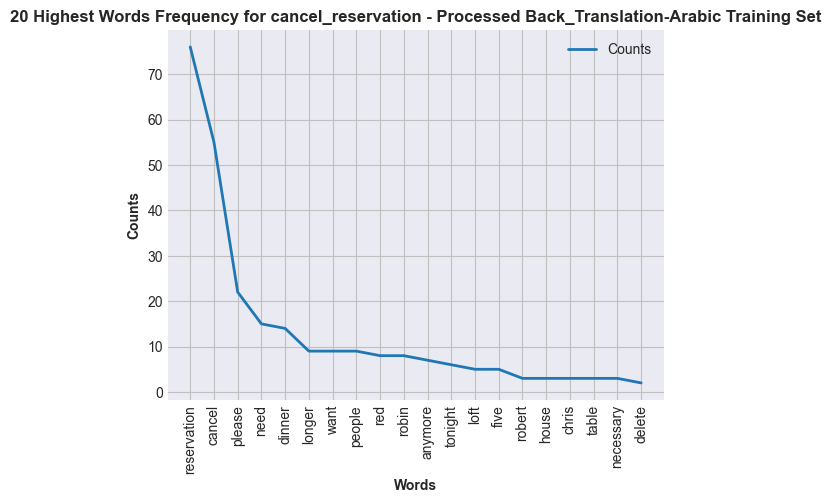 20 Highest Words Frequency for cancel_reservation - Processed Back_Translation-Arabic Training Set
Counts
Counts
70
60
50
40
30
20
10
0
reservation
cancel
please
need
dinner
longer
want
people
red
robin
anymore
tonight
loft
five
robert
house
chris
table
necessary
delete
Words